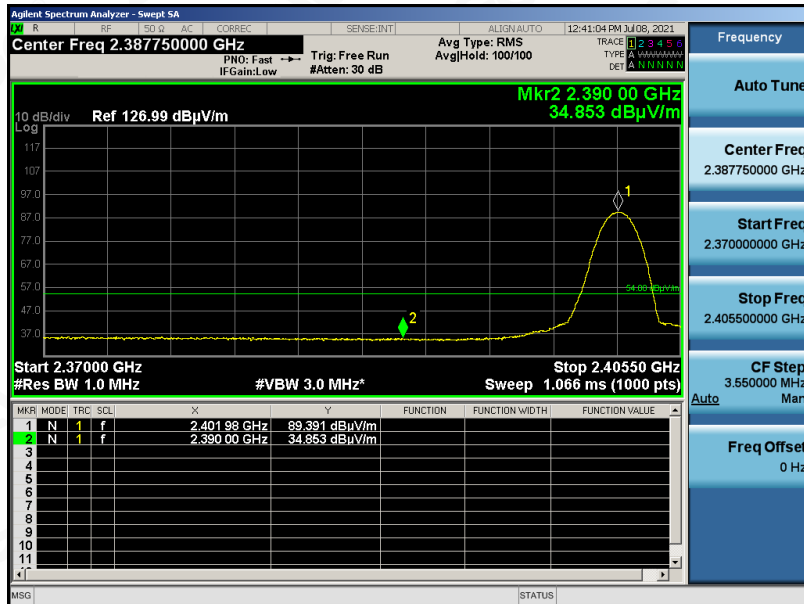 Agilent Spectrum Analyzer - Swept SA
LXI R RF 50 Ω AC CORREC SENSE:INT ALIGN AUTO 12:41:04 PM Jul 08, 2021
Center Freq 2.387750000 GHz
PNO: Fast
IFGain:Low
Trig: Free Run
#Atten: 30 dB
Avg Type: RMS
Avg|Hold: 100/100
TRACE 1 2 3 4 5 6
TYPE A WWWWW
DET A N N N N N
Mkr2 2.390 00 GHz
34.853 dBµV/m
10 dB/div Ref 126.99 dBµV/m
Log
117
107
97.0
87.0
77.0
67.0
57.0
47.0
37.0
1
54.00 dBµV/m
2
Start 2.37000 GHz Stop 2.40550 GHz
#Res BW 1.0 MHz #VBW 3.0 MHz* Sweep 1.066 ms (1000 pts)
MKR MODE TRC SCL X Y FUNCTION FUNCTION WIDTH FUNCTION VALUE
1 N 1 f 2.401 98 GHz 89.391 dBµV/m
2 N 1 f 2.390 00 GHz 34.853 dBµV/m
3
4
5
6
7
8
9
10
11
MSG STATUS
Frequency
Auto Tune
Center Freq
2.387750000 GHz
Start Freq
2.370000000 GHz
Stop Freq
2.405500000 GHz
CF Step
3.550000 MHz
Auto Man
Freq Offset
0 Hz